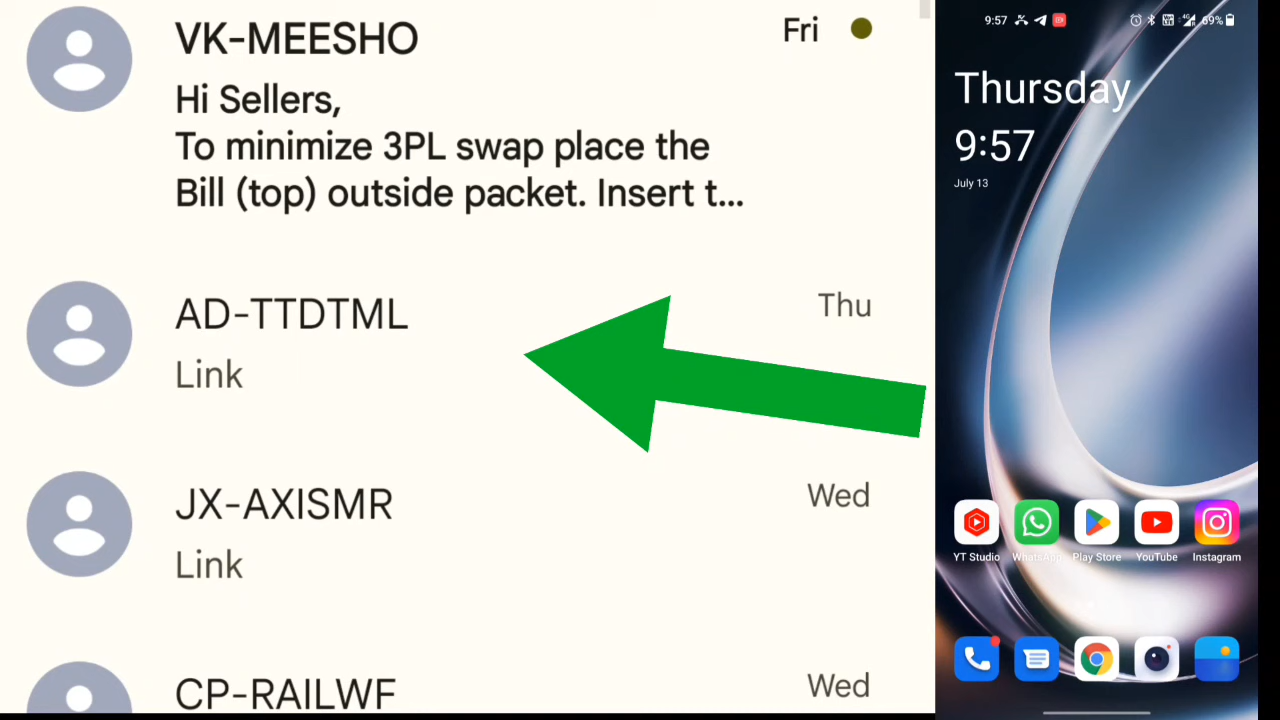 VK-MEESHO
Fri
Hi Sellers,
To minimize 3PL swap place the
Bill (top) outside packet. Insert t...
AD-TTDTML
Thu
Link
JX-AXISMR
Wed
Link
CP-RAILWF
Wed
9:57
69%
Thursday
9:57
July 13
YT Studio
WhatsApp
Play Store
YouTube
Instagram